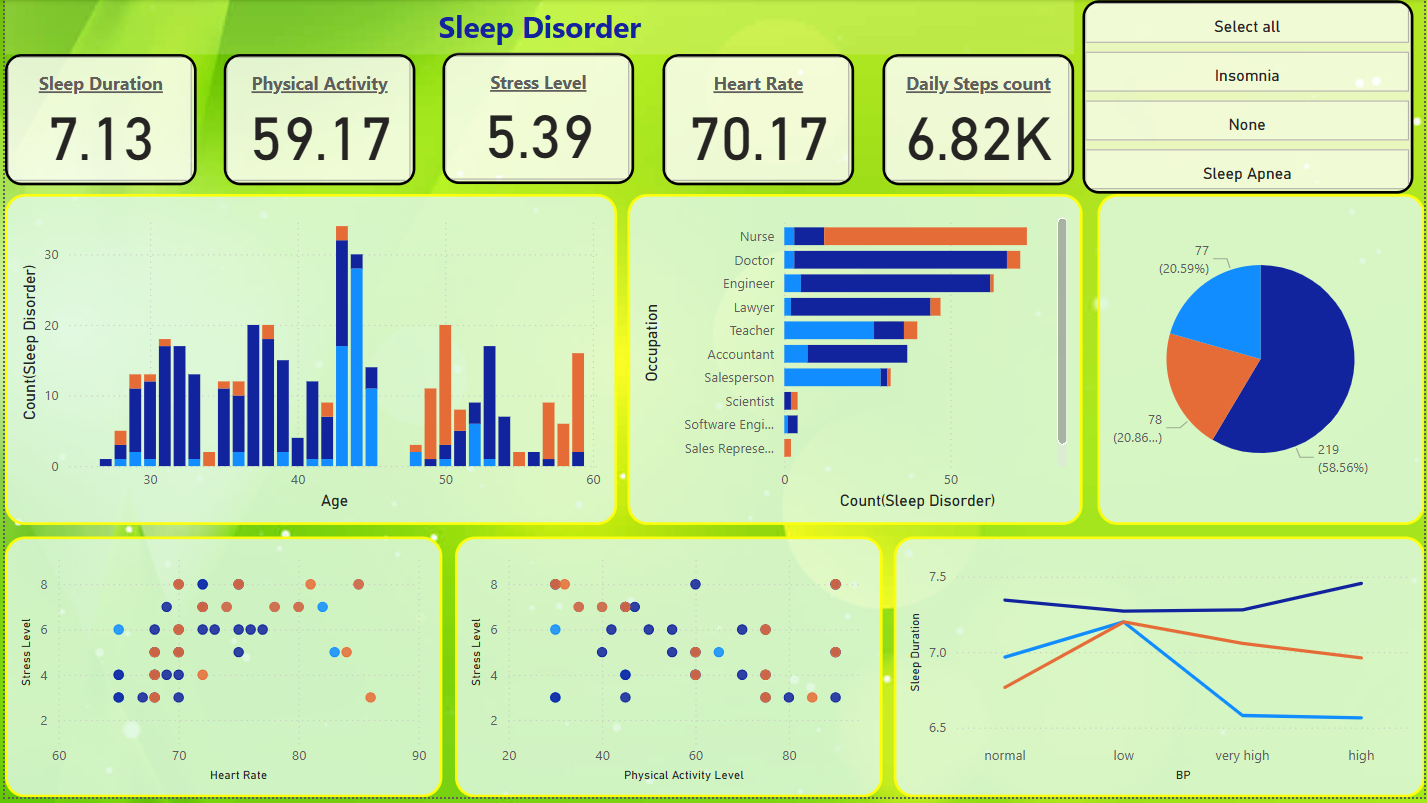 Sleep Disorder
Select all
Insomnia
None
Sleep Apnea
Sleep Duration
7.13
Physical Activity
59.17
Stress Level
5.39
Heart Rate
70.17
Daily Steps count
6.82K
Count(Sleep Disorder)
30
20
10
0
30
40
50
60
Age
Occupation
Nurse
Doctor
Engineer
Lawyer
Teacher
Accountant
Salesperson
Scientist
Software Engi...
Sales Represe...
0
50
Count(Sleep Disorder)
77
(20.59%)
78
(20.86...)
219
(58.56%)
Stress Level
8
6
4
2
60
70
80
90
Heart Rate
Stress Level
8
6
4
2
20
40
60
80
Physical Activity Level
Sleep Duration
7.5
7.0
6.5
normal
low
very high
high
BP